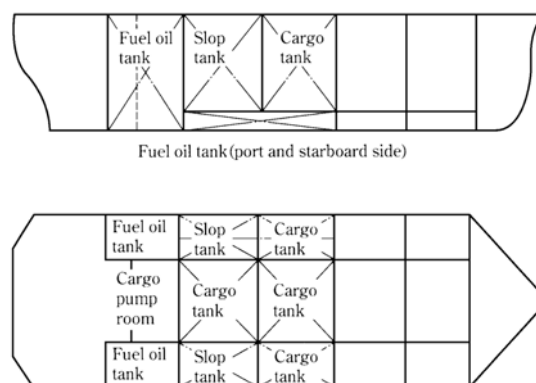 Fuel oil
tank
Slop
tank
Cargo
tank
Fuel oil tank(port and starboard side)
Fuel oil
tank
Slop
tank
Cargo
tank
Cargo
pump
room
Cargo
tank
Cargo
tank
Fuel oil
tank
Slop
tank
Cargo
tank